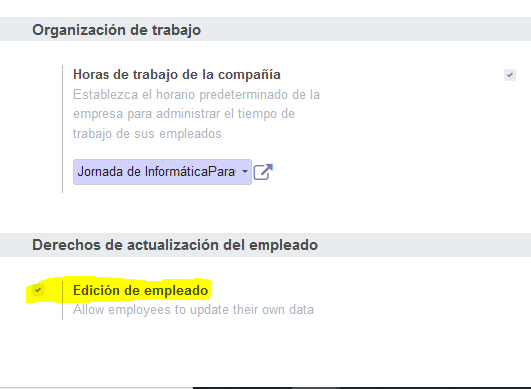 Organización de trabajo
Horas de trabajo de la compañía
Establezca el horario predeterminado de la
empresa para administrar el tiempo de
trabajo de sus empleados
Jornada de InformáticaPara
Derechos de actualización del empleado
Edición de empleado
Allow employees to update their own data